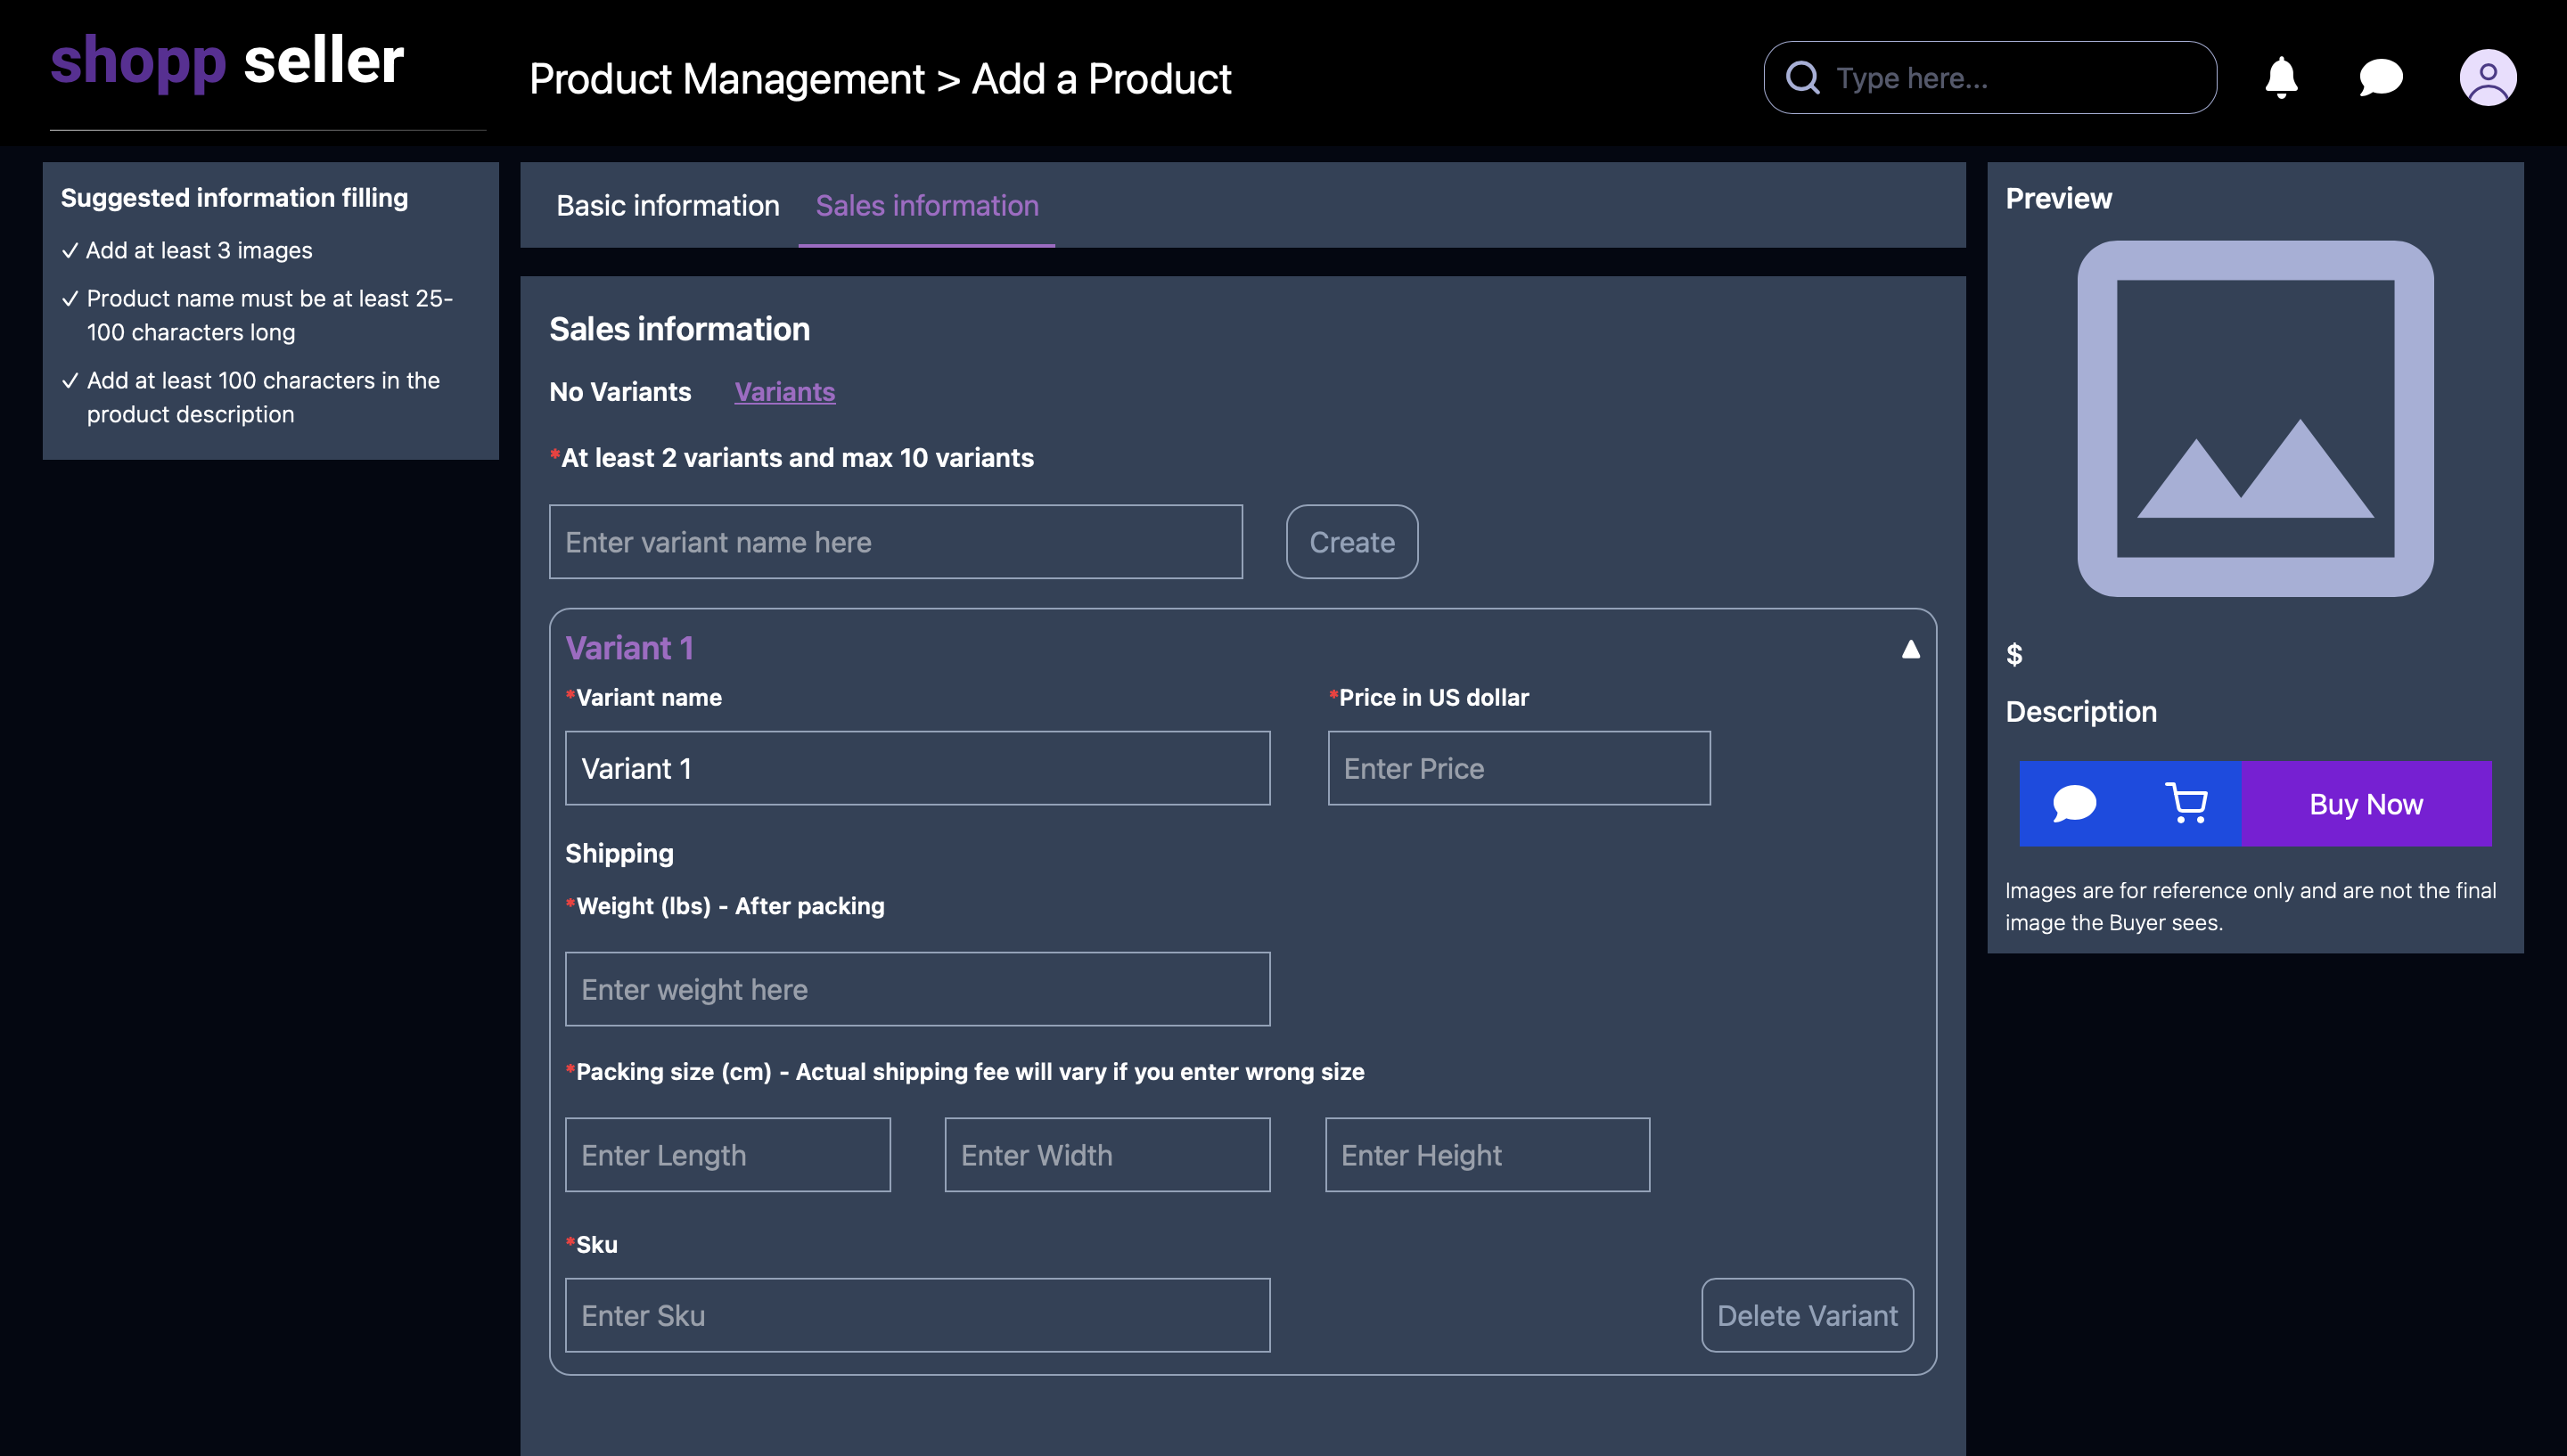 shopp seller
Product Management > Add a Product
Type here...
Suggested information filling
✓ Add at least 3 images
✓ Product name must be at least 25-
100 characters long
✓ Add at least 100 characters in the
product description
Basic information Sales information
Sales information
No Variants Variants
*At least 2 variants and max 10 variants
Enter variant name here Create
Variant 1
*Variant name *Price in US dollar
Variant 1 Enter Price
Shipping
*Weight (lbs) - After packing
Enter weight here
*Packing size (cm) - Actual shipping fee will vary if you enter wrong size
Enter Length Enter Width Enter Height
*Sku
Enter Sku Delete Variant
Preview
$
Description
Buy Now
Images are for reference only and are not the final
image the Buyer sees.